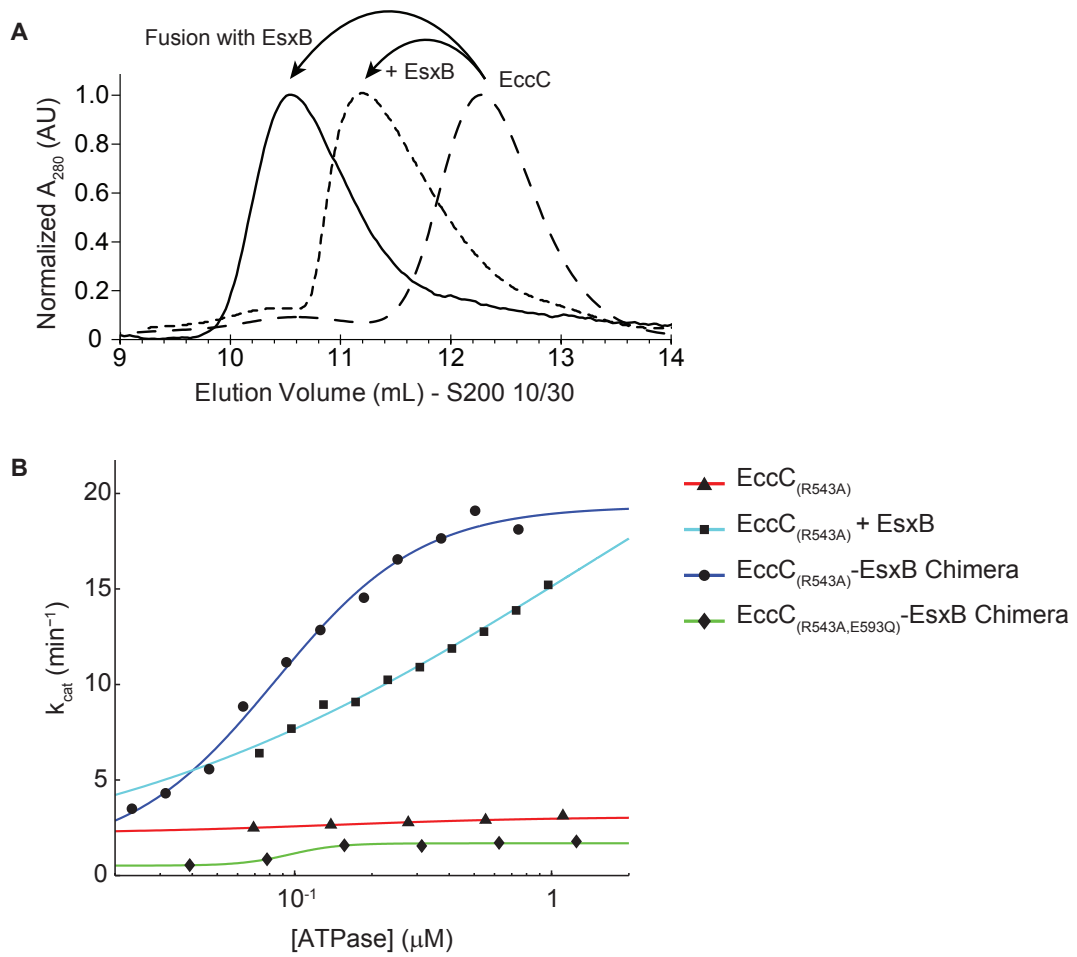 A
Fusion with EsxB
+ EsxB
EccC
Normalized A280 (AU)
1.0
0.8
0.6
0.4
0.2
0
9 10 11 12 13 14
Elution Volume (mL) - S200 10/30
B
kcat (min−1)
20
15
10
5
0
10-1 1
[ATPase] (μM)
EccC(R543A)
EccC(R543A) + EsxB
EccC(R543A)-EsxB Chimera
EccC(R543A,E593Q)-EsxB Chimera